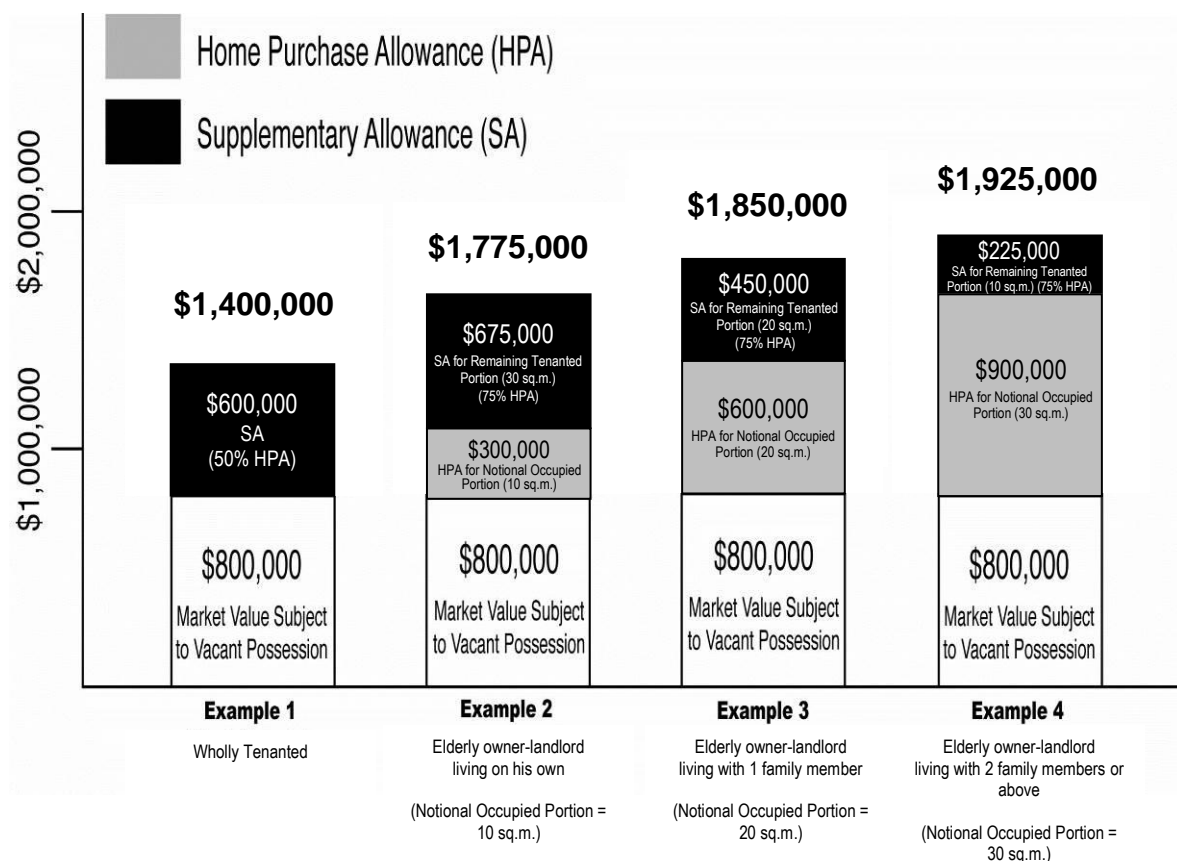 Home Purchase Allowance (HPA)
Supplementary Allowance (SA)
$2,000,000
$1,000,000
$1,400,000
$600,000
SA
(50% HPA)
$800,000
Market Value Subject
to Vacant Possession
Example 1
Wholly Tenanted
$1,775,000
$675,000
SA for Remaining Tenanted
Portion (30 sq.m.)
(75% HPA)
$300,000
HPA for Notional Occupied
Portion (10 sq.m.)
$800,000
Market Value Subject
to Vacant Possession
Example 2
Elderly owner-landlord
living on his own
(Notional Occupied Portion =
10 sq.m.)
$1,850,000
$450,000
SA for Remaining Tenanted
Portion (20 sq.m.)
(75% HPA)
$600,000
HPA for Notional Occupied
Portion (20 sq.m.)
$800,000
Market Value Subject
to Vacant Possession
Example 3
Elderly owner-landlord
living with 1 family member
(Notional Occupied Portion =
20 sq.m.)
$1,925,000
$225,000
SA for Remaining Tenanted
Portion (10 sq.m.) (75% HPA)
$900,000
HPA for Notional Occupied
Portion (30 sq.m.)
$800,000
Market Value Subject
to Vacant Possession
Example 4
Elderly owner-landlord
living with 2 family members or
above
(Notional Occupied Portion =
30 sq.m.)